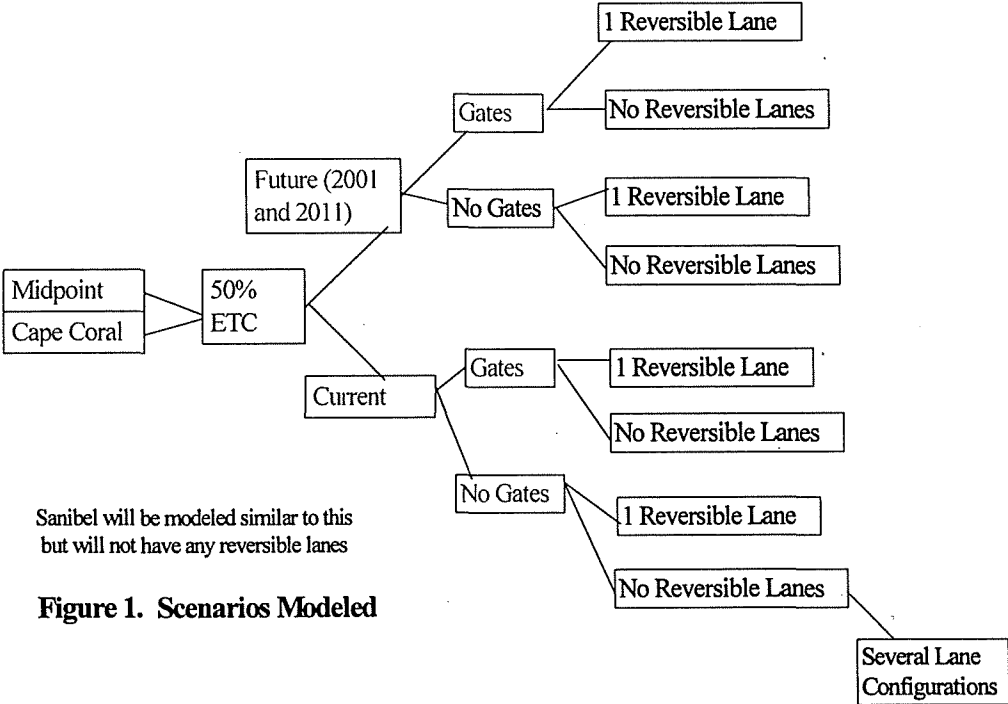 1 Reversible Lane
Gates
No Reversible Lanes
Future (2001
and 2011)
No Gates
1 Reversible Lane
No Reversible Lanes
Midpoint
Cape Coral
50%
ETC
Current
Gates
1 Reversible Lane
No Reversible Lanes
No Gates
1 Reversible Lane
No Reversible Lanes
Several Lane
Configurations
Sanibel will be modeled similar to this
but will not have any reversible lanes
Figure 1. Scenarios Modeled